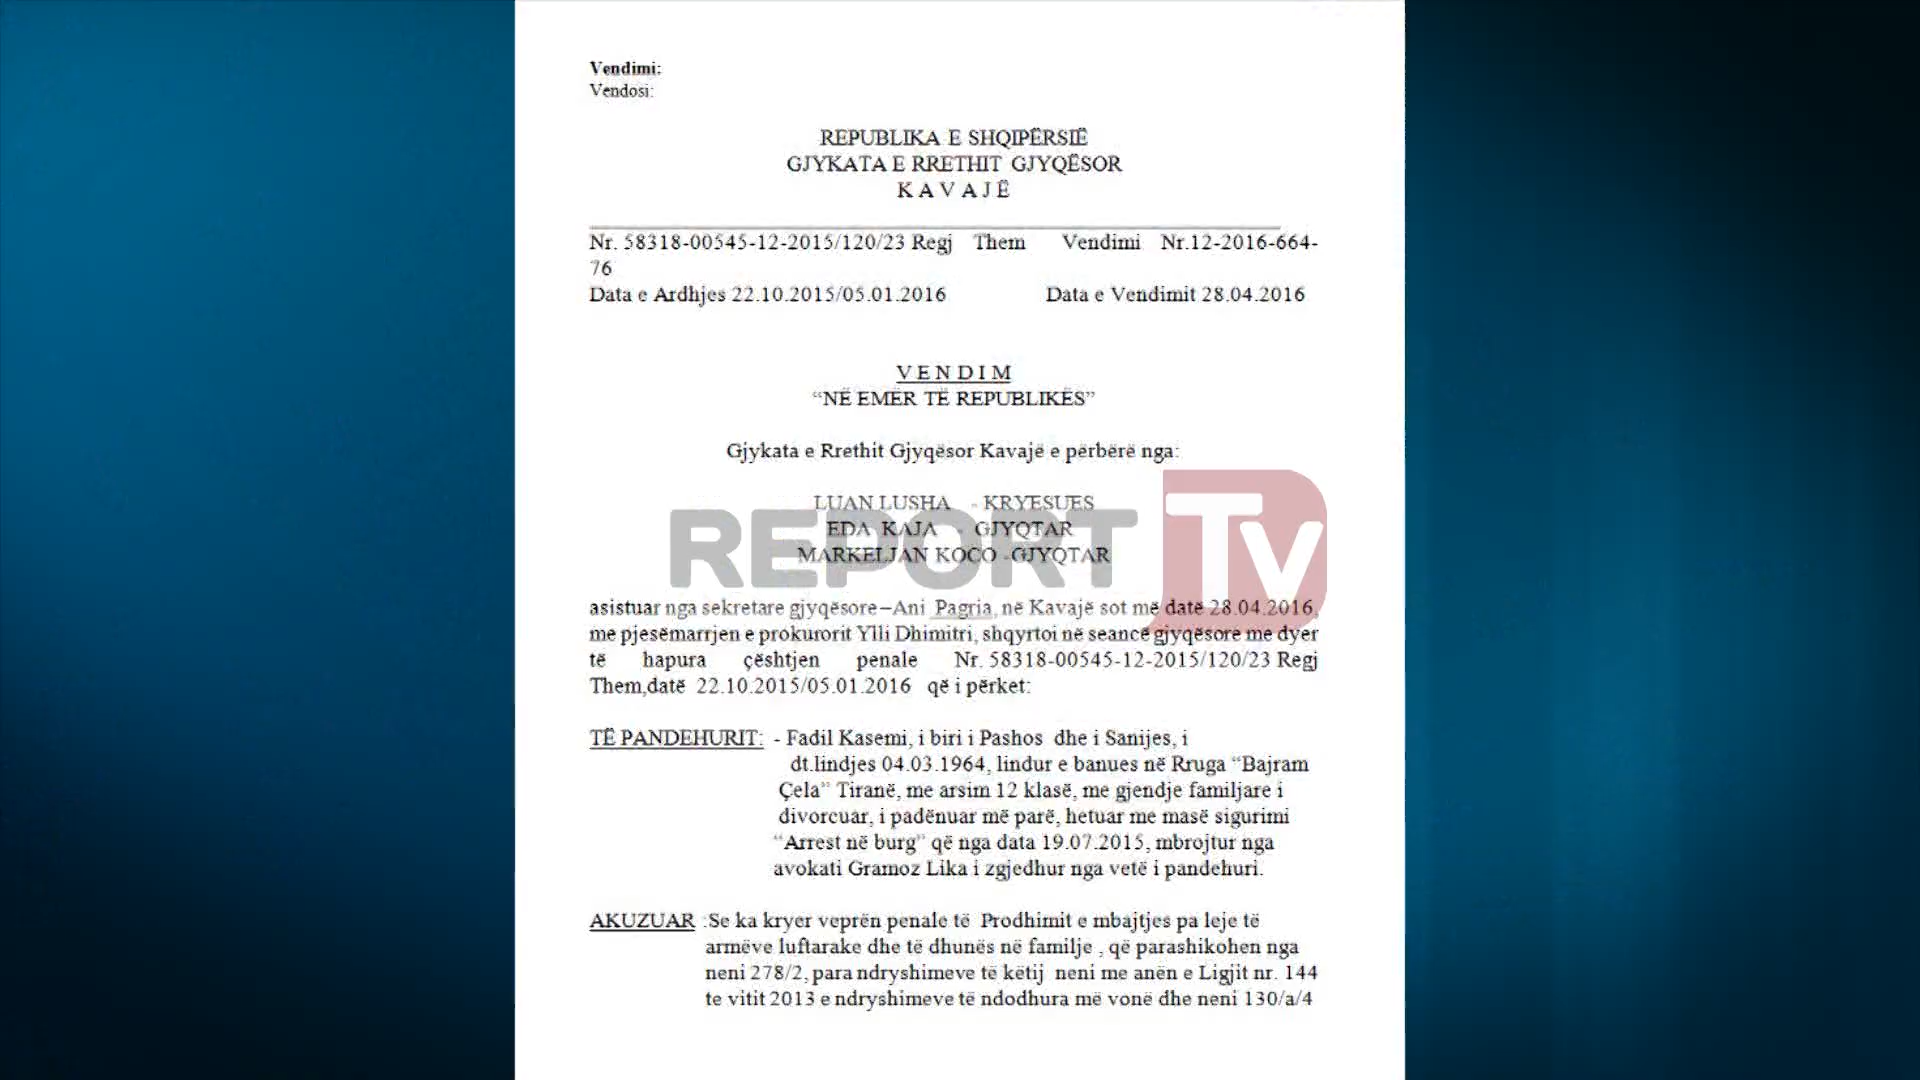 Vendimi:
Vendosi:
REPUBLIKA E SHQIPËRSIË
GJYKATA E RRETHIT GJYQËSOR
K A V A J Ë
Nr. 58318-00545-12-2015/120/23 Regj Them Vendimi Nr.12-2016-664-
76
Data e Ardhjes 22.10.2015/05.01.2016 Data e Vendimit 28.04.2016
V E N D I M
“NË EMËR TË REPUBLIKËS”
Gjykata e Rrethit Gjyqësor Kavajë e përbërë nga:
LUAN LUSHA - KRYESUES
EDA KAJA - GJYQTAR
MARKELJAN KOCO -GJYQTAR
REPORT TV
asistuar nga sekretare gjyqësore–Ani Pagria, në Kavajë sot më datë 28.04.2016,
me pjesëmarrjen e prokurorit Ylli Dhimitri, shqyrtoi në seancë gjyqësore me dyer
të hapura çështjen penale Nr. 58318-00545-12-2015/120/23 Regj
Them,datë 22.10.2015/05.01.2016 që i përket:
TË PANDEHURIT: - Fadil Kasemi, i biri i Pashos dhe i Sanijes, i
dt.lindjes 04.03.1964, lindur e banues në Rruga “Bajram
Çela” Tiranë, me arsim 12 klasë, me gjendje familjare i
divorcuar, i padënuar më parë, hetuar me masë sigurimi
“Arrest në burg” që nga data 19.07.2015, mbrojtur nga
avokati Gramoz Lika i zgjedhur nga vetë i pandehuri.
AKUZUAR :Se ka kryer veprën penale të Prodhimit e mbajtjes pa leje të
armëve luftarake dhe të dhunës në familje , që parashikohen nga
neni 278/2, para ndryshimeve të këtij neni me anën e Ligjit nr. 144
te vitit 2013 e ndryshimeve të ndodhura më vonë dhe neni 130/a/4